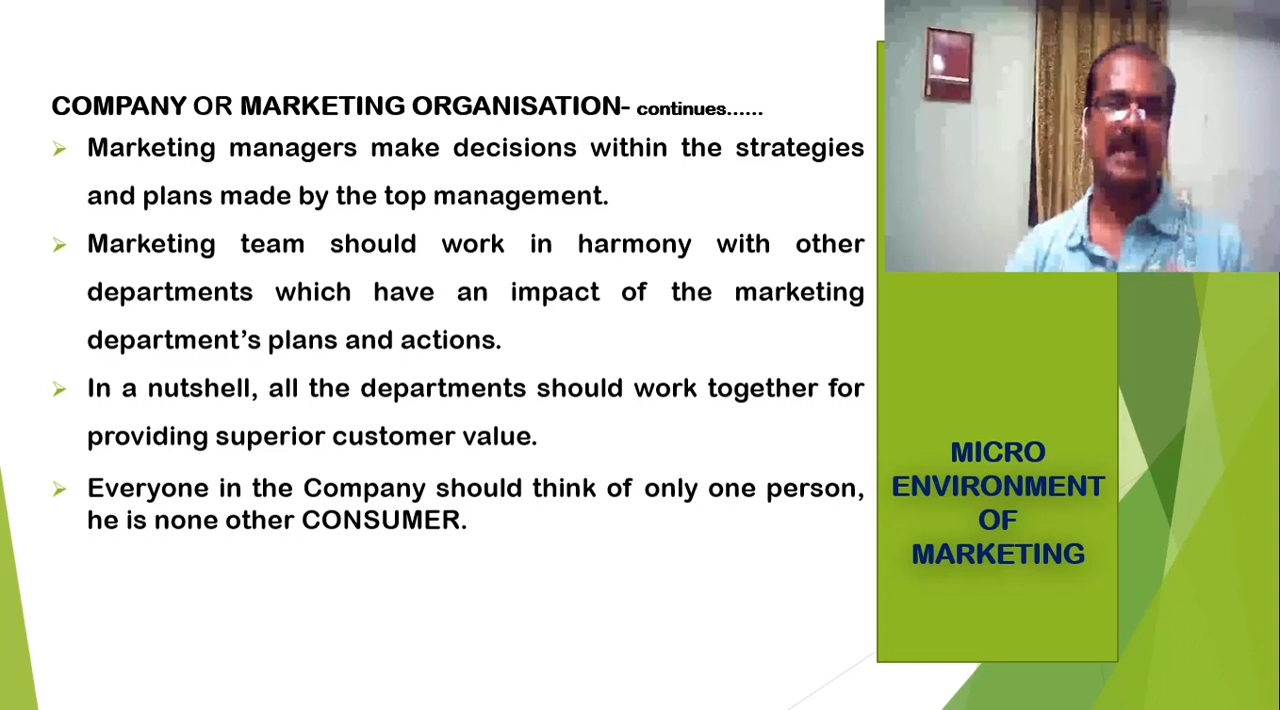 COMPANY OR MARKETING ORGANISATION- continues......
Marketing managers make decisions within the strategies
and plans made by the top management.
Marketing team should work in harmony with other
departments which have an impact of the marketing
department’s plans and actions.
In a nutshell, all the departments should work together for
providing superior customer value.
Everyone in the Company should think of only one person,
he is none other CONSUMER.
MICRO
ENVIRONMENT
OF
MARKETING